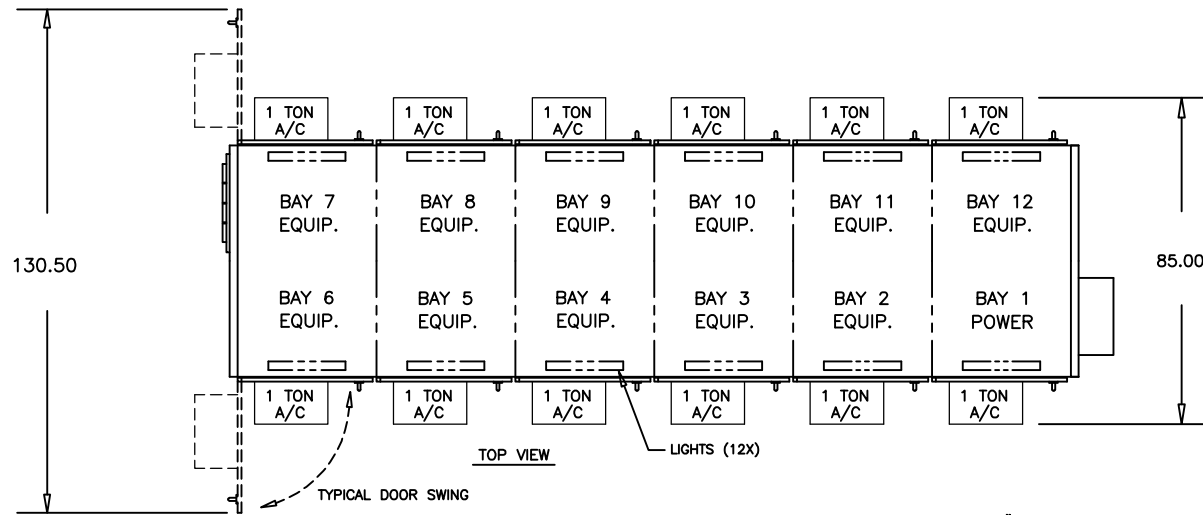 1 TON
A/C
1 TON
A/C
1 TON
A/C
1 TON
A/C
1 TON
A/C
1 TON
A/C
BAY 7
EQUIP.
BAY 8
EQUIP.
BAY 9
EQUIP.
BAY 10
EQUIP.
BAY 11
EQUIP.
BAY 12
EQUIP.
130.50
85.00
BAY 6
EQUIP.
BAY 5
EQUIP.
BAY 4
EQUIP.
BAY 3
EQUIP.
BAY 2
EQUIP.
BAY 1
POWER
1 TON
A/C
1 TON
A/C
1 TON
A/C
1 TON
A/C
1 TON
A/C
1 TON
A/C
TOP VIEW
LIGHTS (12X)
TYPICAL DOOR SWING